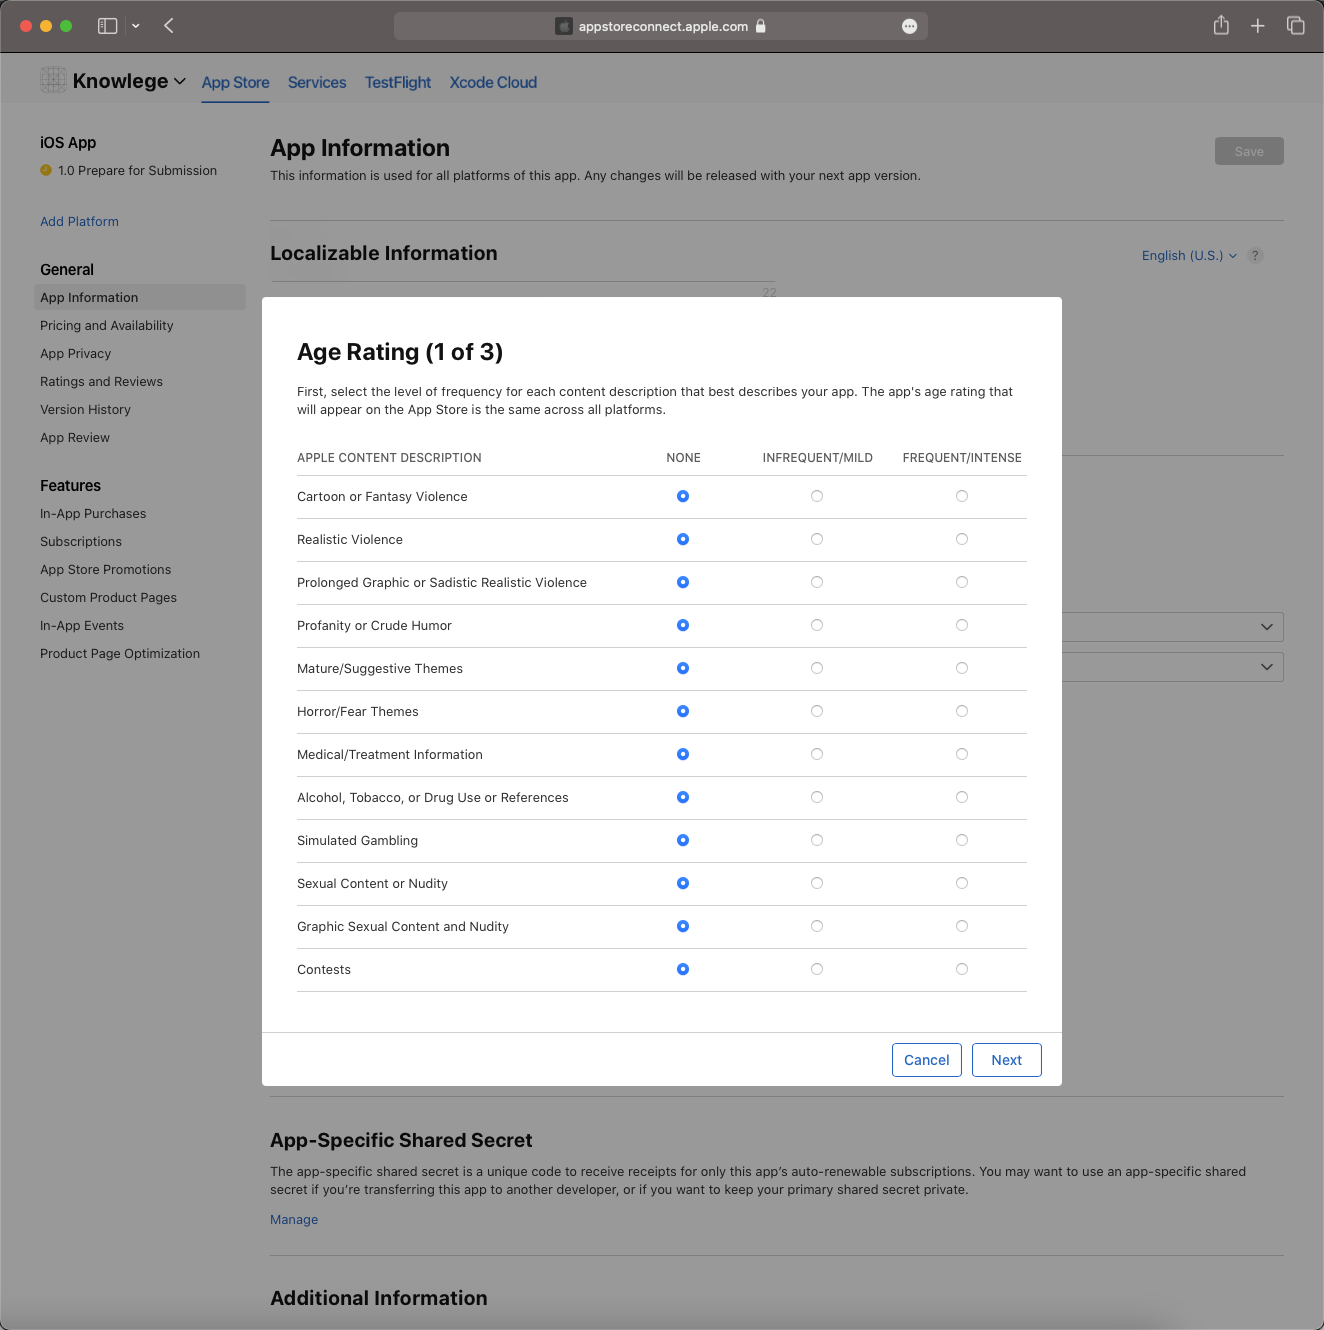 appstoreconnect.apple.com
Knowlege
App Store Services TestFlight Xcode Cloud
iOS App
1.0 Prepare for Submission
Add Platform
General
App Information
Pricing and Availability
App Privacy
Ratings and Reviews
Version History
App Review
Features
In-App Purchases
Subscriptions
App Store Promotions
Custom Product Pages
In-App Events
Product Page Optimization
App Information
Save
This information is used for all platforms of this app. Any changes will be released with your next app version.
Localizable Information
English (U.S.) ?
22
Age Rating (1 of 3)
First, select the level of frequency for each content description that best describes your app. The app's age rating that
will appear on the App Store is the same across all platforms.
APPLE CONTENT DESCRIPTION NONE INFREQUENT/MILD FREQUENT/INTENSE
Cartoon or Fantasy Violence
Realistic Violence
Prolonged Graphic or Sadistic Realistic Violence
Profanity or Crude Humor
Mature/Suggestive Themes
Horror/Fear Themes
Medical/Treatment Information
Alcohol, Tobacco, or Drug Use or References
Simulated Gambling
Sexual Content or Nudity
Graphic Sexual Content and Nudity
Contests
Cancel Next
App-Specific Shared Secret
The app-specific shared secret is a unique code to receive receipts for only this app’s auto-renewable subscriptions. You may want to use an app-specific shared
secret if you’re transferring this app to another developer, or if you want to keep your primary shared secret private.
Manage
Additional Information